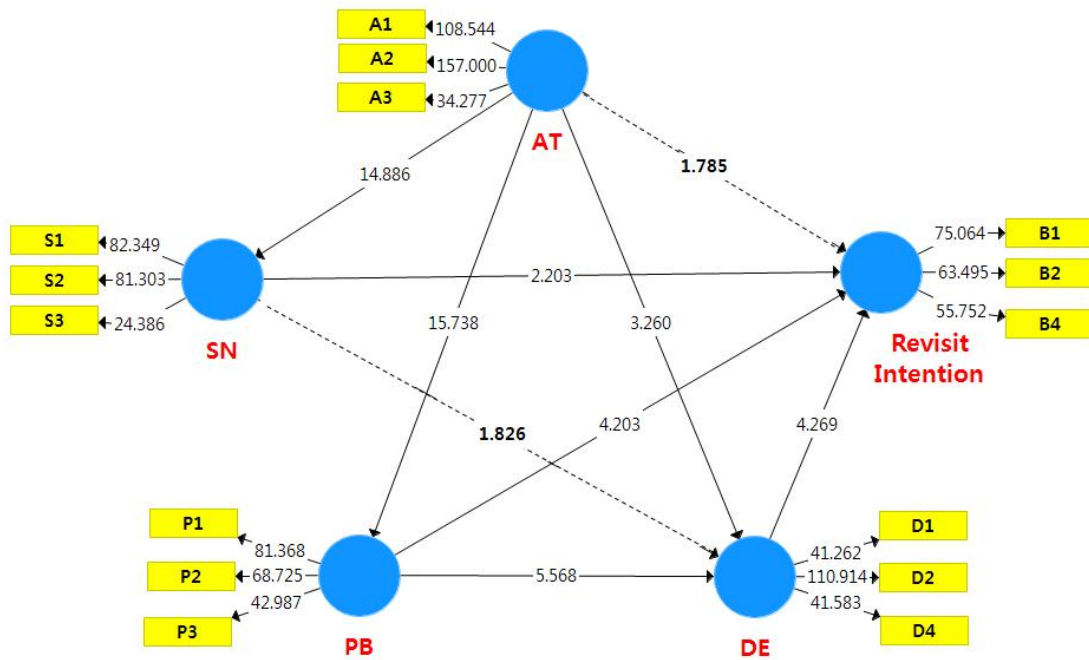 A1
108.544
A2
157.000
A3
34.277
AT
14.886
1.785
S1
82.349
S2
81.303
S3
24.386
SN
2.203
75.064
B1
63.495
B2
55.752
B4
Revisit
Intention
15.738
3.260
1.826
4.203
4.269
P1
81.368
P2
68.725
P3
42.987
PB
5.568
41.262
D1
110.914
D2
41.583
D4
DE